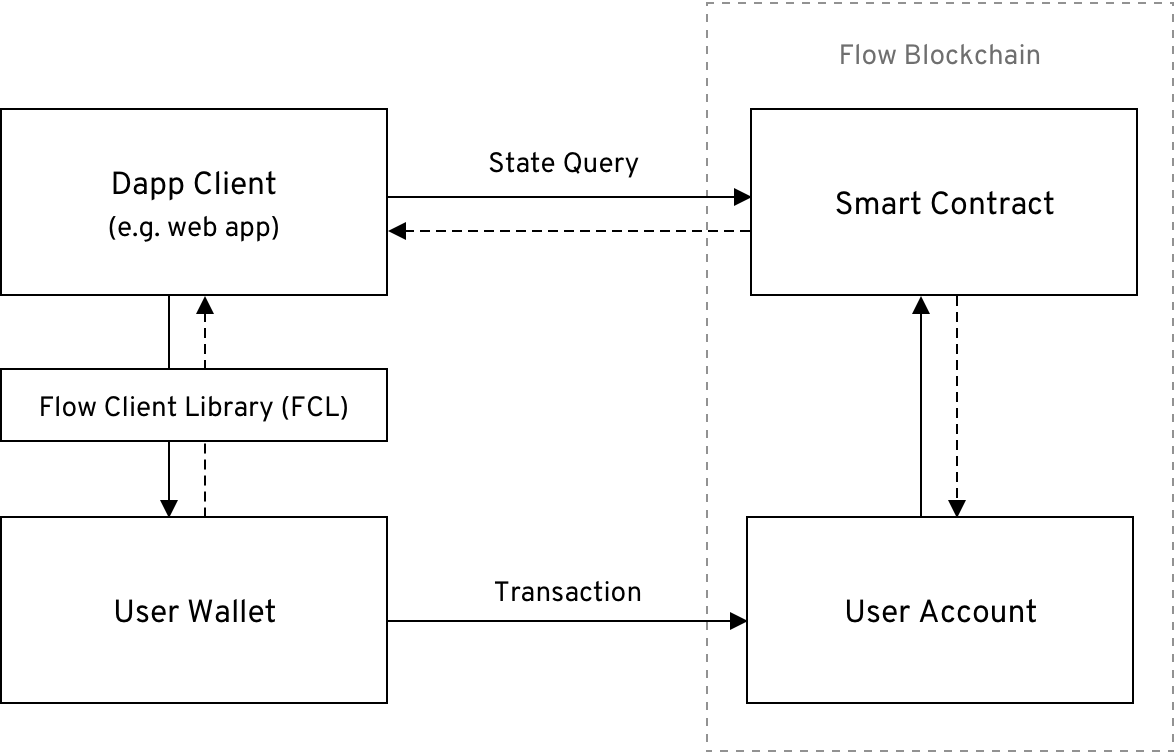 Flow Blockchain
Dapp Client
(e.g. web app)
State Query
Smart Contract
Flow Client Library (FCL)
User Wallet
Transaction
User Account